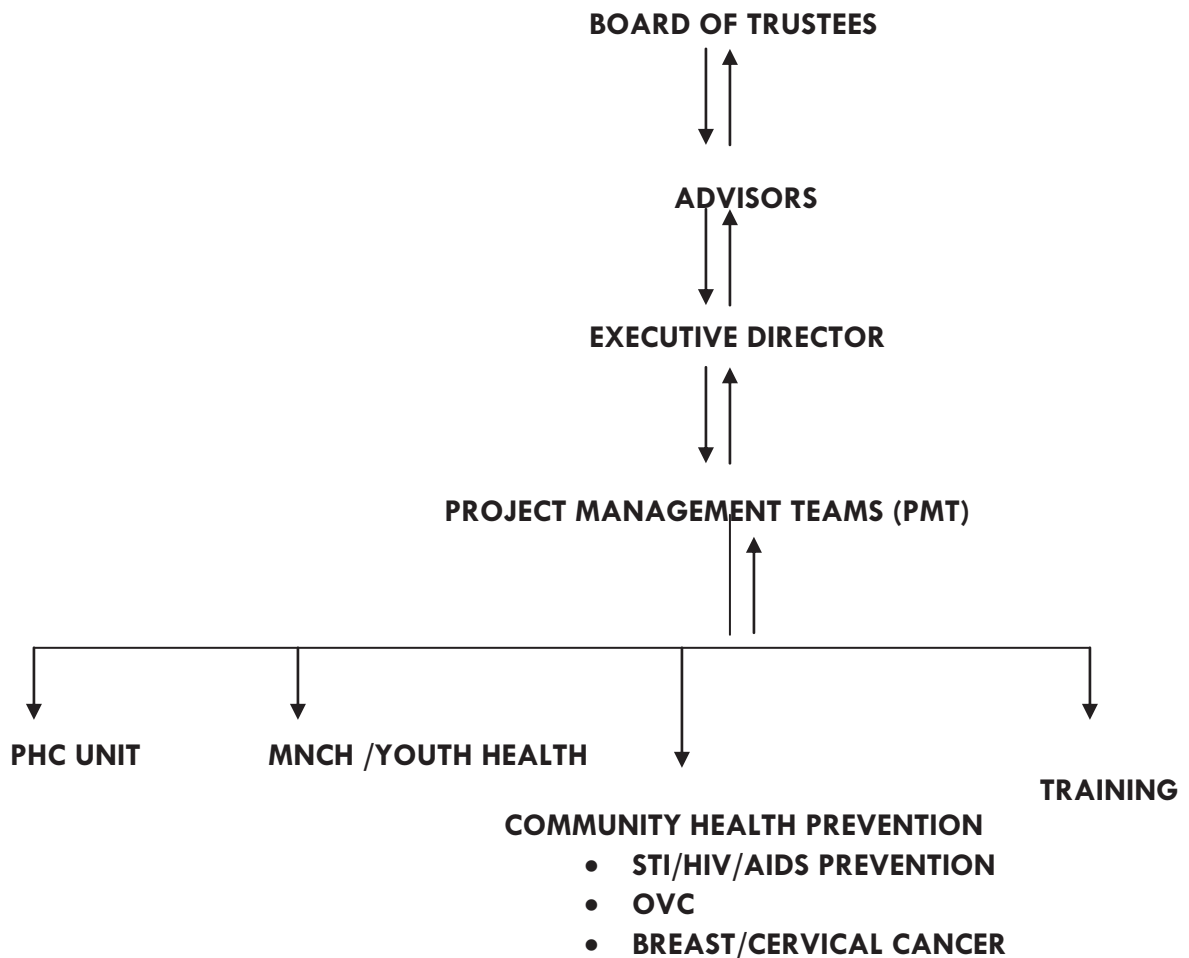 BOARD OF TRUSTEES
ADVISORS
EXECUTIVE DIRECTOR
PROJECT MANAGEMENT TEAMS (PMT)
PHC UNIT
MNCH /YOUTH HEALTH
TRAINING
COMMUNITY HEALTH PREVENTION
• STI/HIV/AIDS PREVENTION
• OVC
• BREAST/CERVICAL CANCER